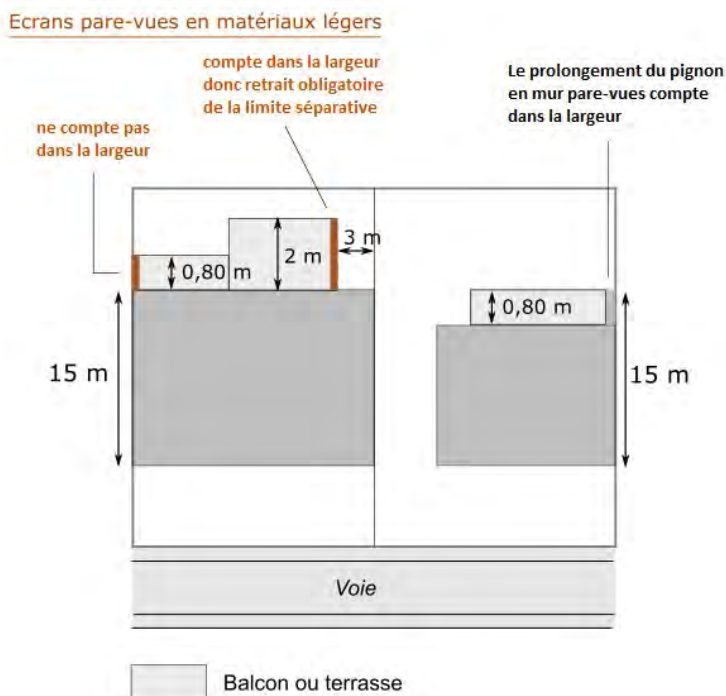 Ecrans pare-vues en matériaux légers
compte dans la largeur
donc retrait obligatoire
de la limite séparative
Le prolongement du pignon
en mur pare-vues compte
dans la largeur
ne compte pas
dans la largeur
3 m
2 m
0,80 m
0,80 m
15 m
15 m
Voie
Balcon ou terrasse